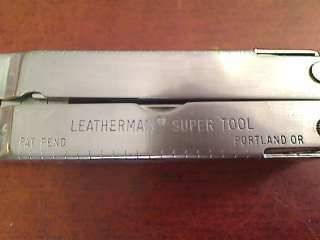 LEATHERMAN® SUPER TOOL
PAT PEND PORTLAND OR